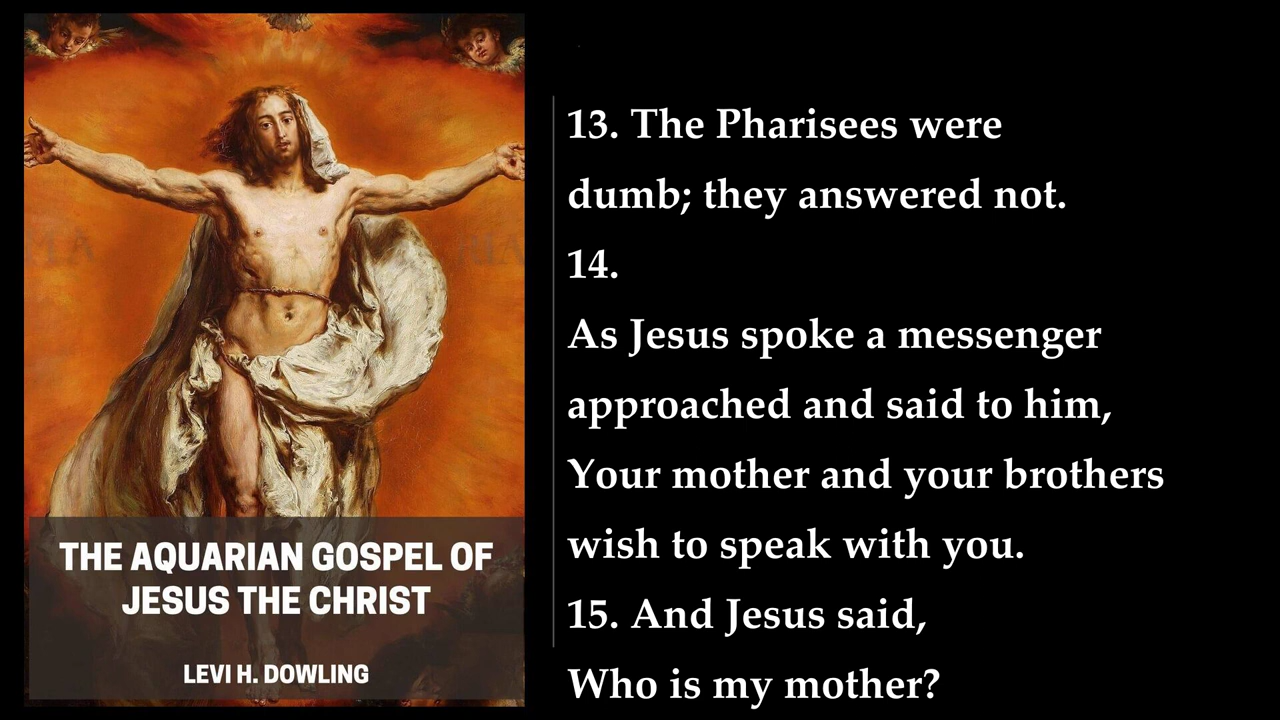 13. The Pharisees were
dumb; they answered not.
14.
As Jesus spoke a messenger
approached and said to him,
Your mother and your brothers
wish to speak with you.
15. And Jesus said,
Who is my mother?
THE AQUARIAN GOSPEL OF
JESUS THE CHRIST
LEVI H. DOWLING